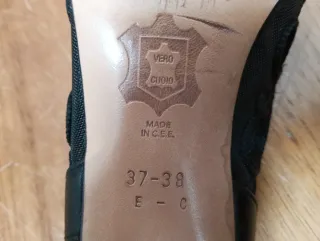 VERO
CUOIO
MADE
IN C.E.E.
37-38
E - C